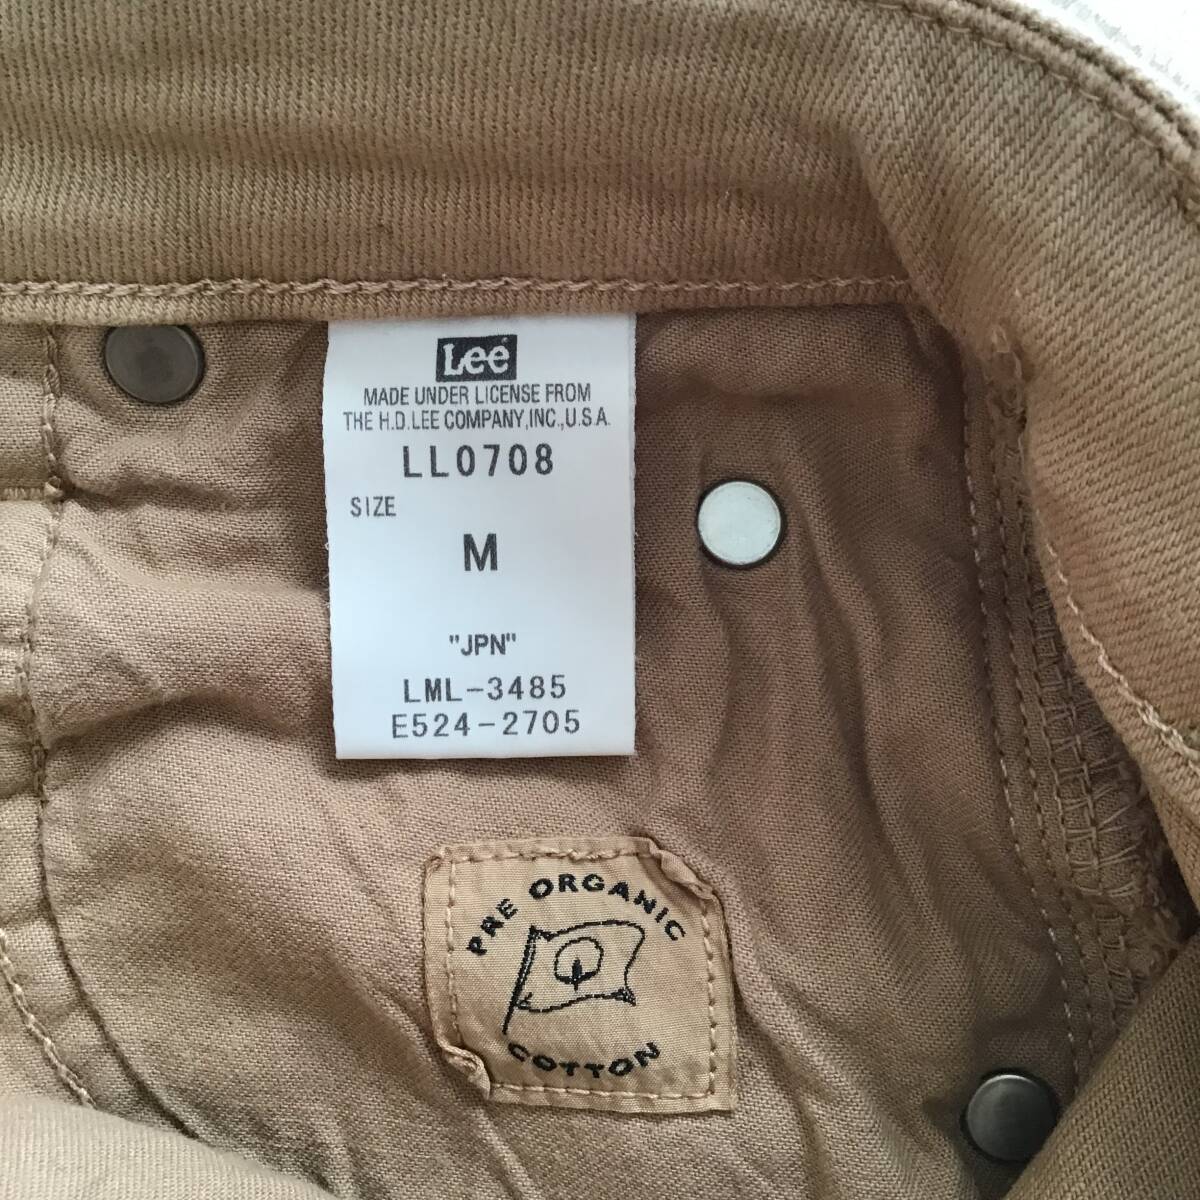 Lee
MADE UNDER LICENSE FROM
THE H.D.LEE COMPANY,INC.,U.S.A.
LL0708
SIZE
M
"JPN"
LML-3485
E524-2705
PRE ORGANIC
COTTON